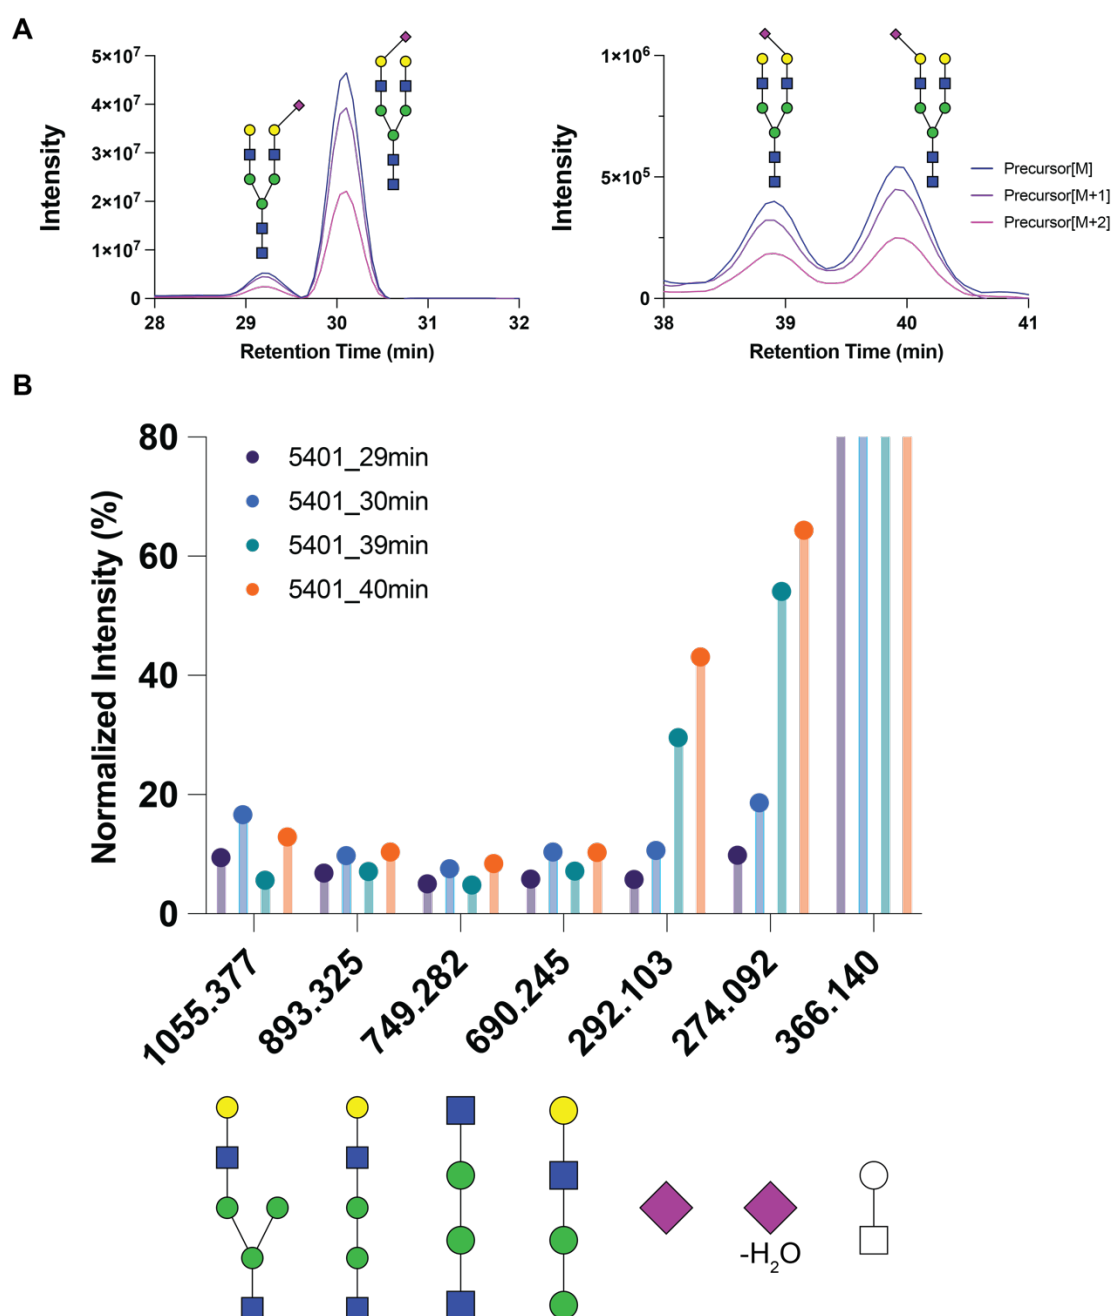 A
Intensity
5×10⁷
4×10⁷
3×10⁷
2×10⁷
1×10⁷
0
28 29 30 31 32
Retention Time (min)
Intensity
1×10⁶
5×10⁵
0
38 39 40 41
Retention Time (min)
Precursor[M]
Precursor[M+1]
Precursor[M+2]
B
Normalized Intensity (%)
80
60
40
20
0
5401_29min
5401_30min
5401_39min
5401_40min
1055.377 893.325 749.282 690.245 292.103 274.092 366.140
-H₂O